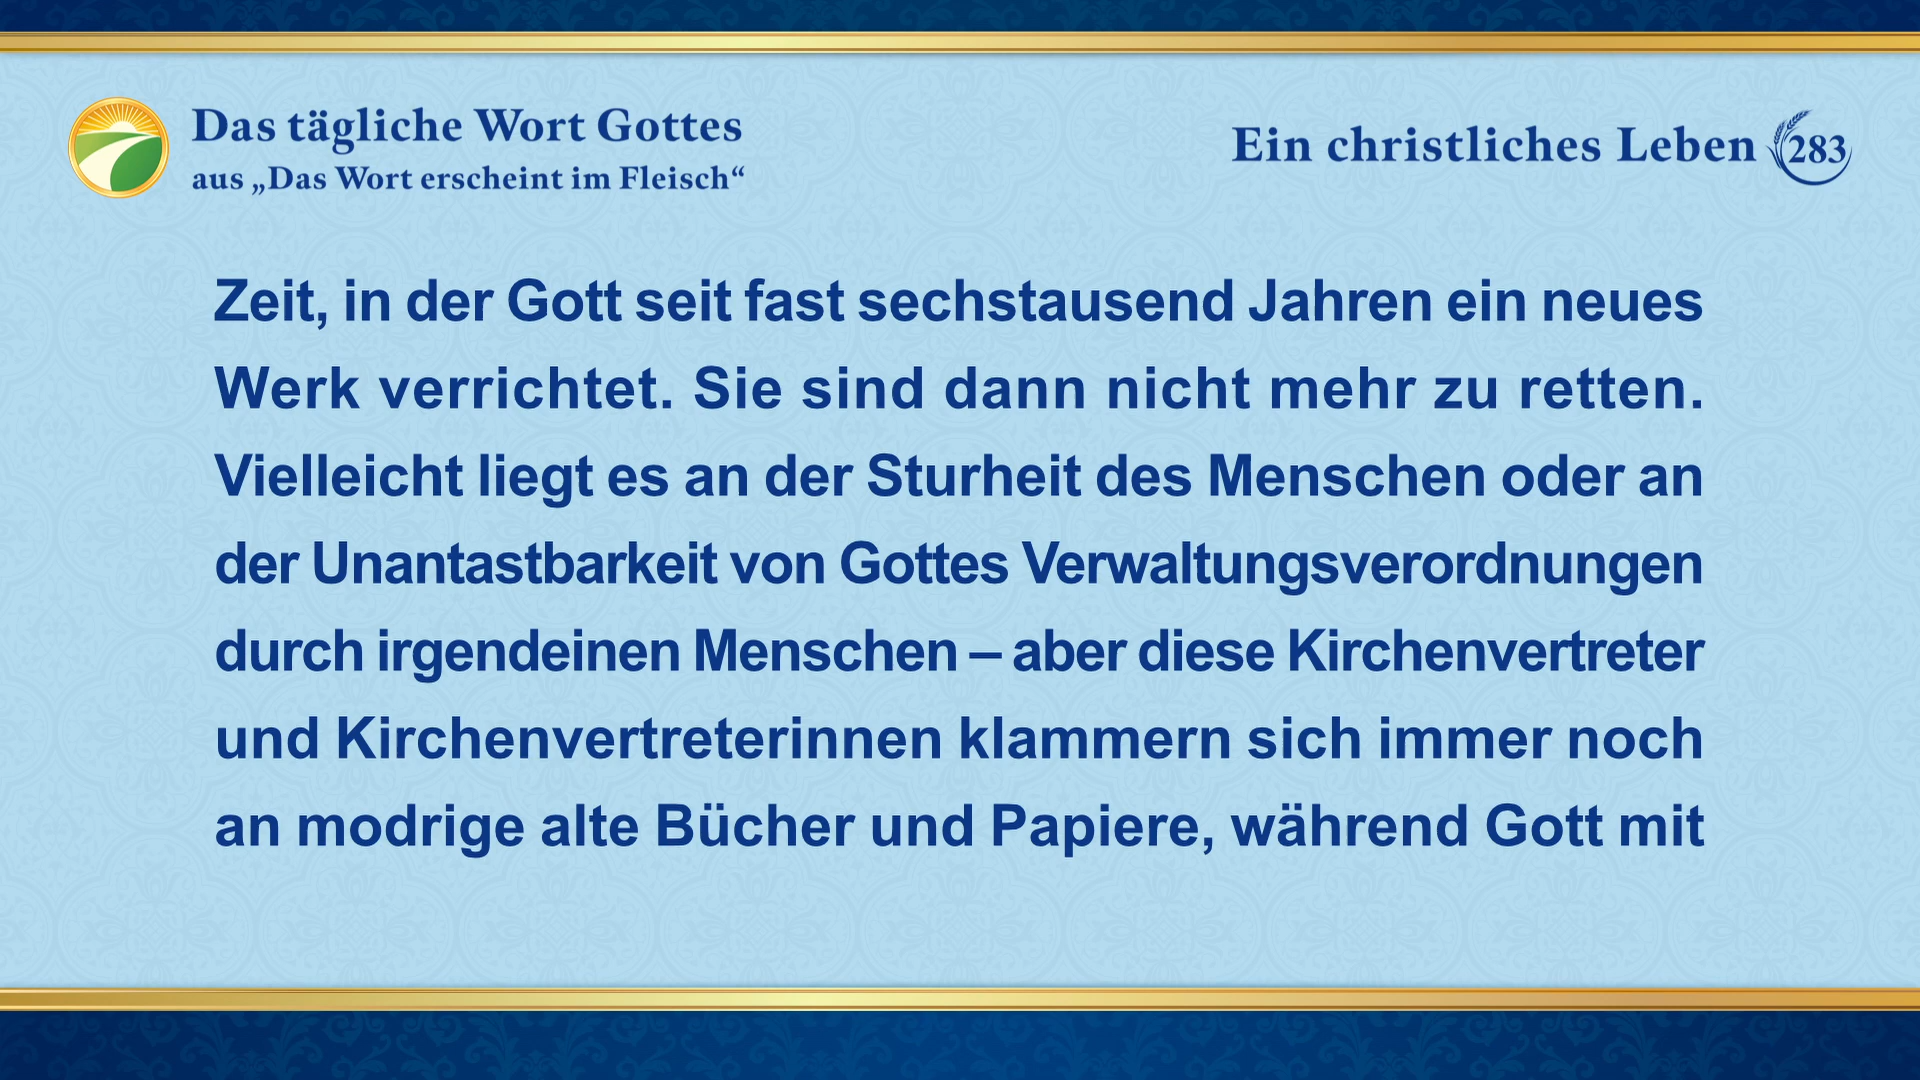 Das tägliche Wort Gottes
aus „Das Wort erscheint im Fleisch“
Ein christliches Leben 283
Zeit, in der Gott seit fast sechstausend Jahren ein neues
Werk verrichtet. Sie sind dann nicht mehr zu retten.
Vielleicht liegt es an der Sturheit des Menschen oder an
der Unantastbarkeit von Gottes Verwaltungsverordnungen
durch irgendeinen Menschen – aber diese Kirchenvertreter
und Kirchenvertreterinnen klammern sich immer noch
an modrige alte Bücher und Papiere, während Gott mit